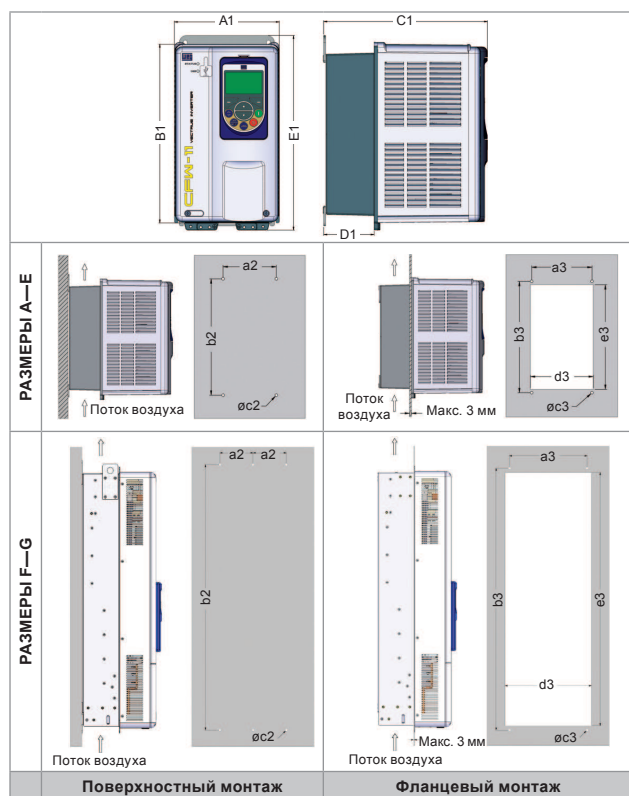 A1
C1
B1
E1
CFW-11 VECTRUE INVERTER
D1
РАЗМЕРЫ A—E
a2
b2
øc2
Поток воздуха
a3
b3
e3
d3
øc3
Поток
воздуха
Макс. 3 мм
РАЗМЕРЫ F—G
a2 a2
b2
øc2
Поток воздуха
a3
b3
e3
d3
øc3
Макс. 3 мм
Поток воздуха
Поверхностный монтаж
Фланцевый монтаж